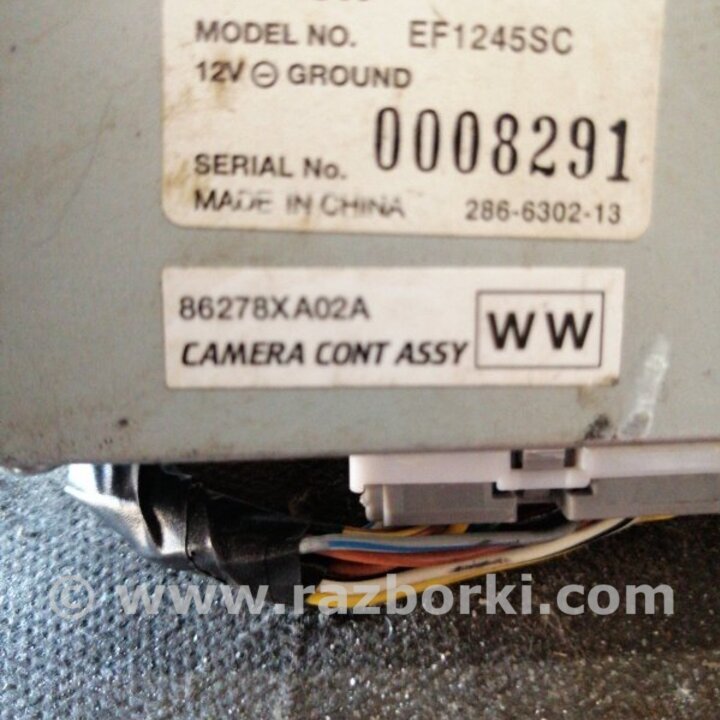 MODEL NO. EF1245SC
12V ⊖ GROUND
SERIAL No. 0008291
MADE IN CHINA 286-6302-13
86278XA02A
CAMERA CONT ASSY
WW
© www.razborki.com